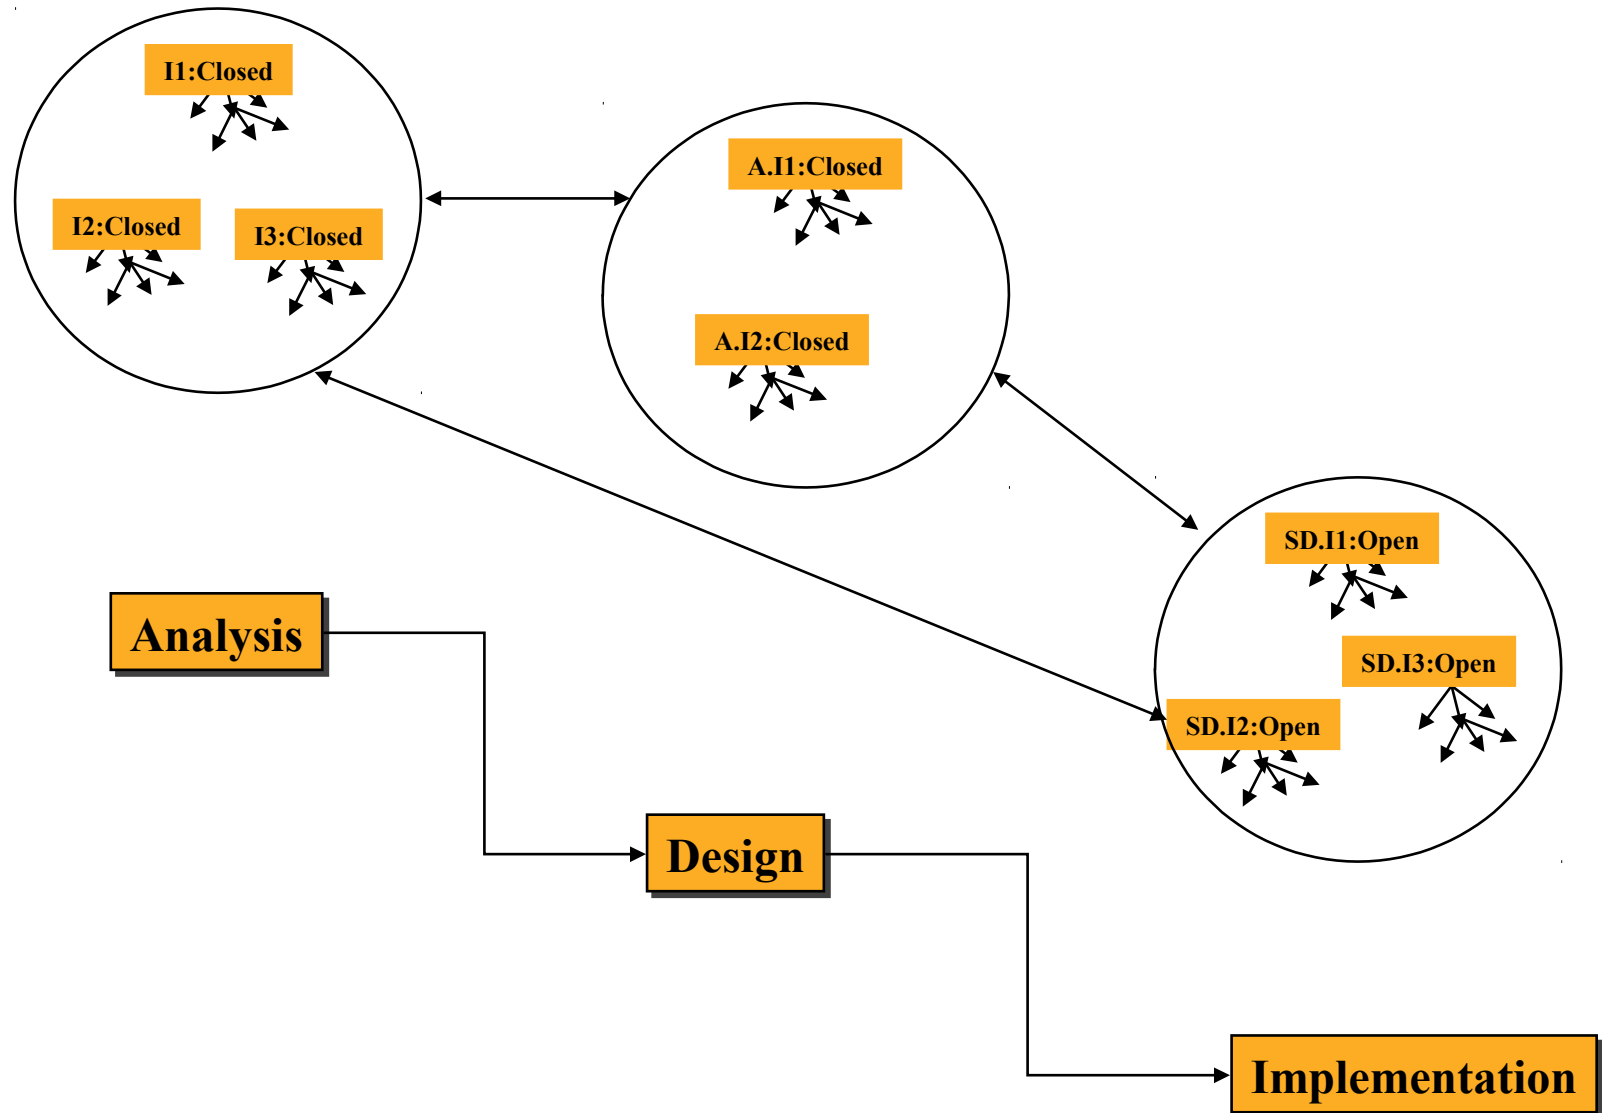 I1:Closed
I2:Closed
I3:Closed
A.I1:Closed
A.I2:Closed
SD.I1:Open
SD.I3:Open
SD.I2:Open
Analysis
Design
Implementation